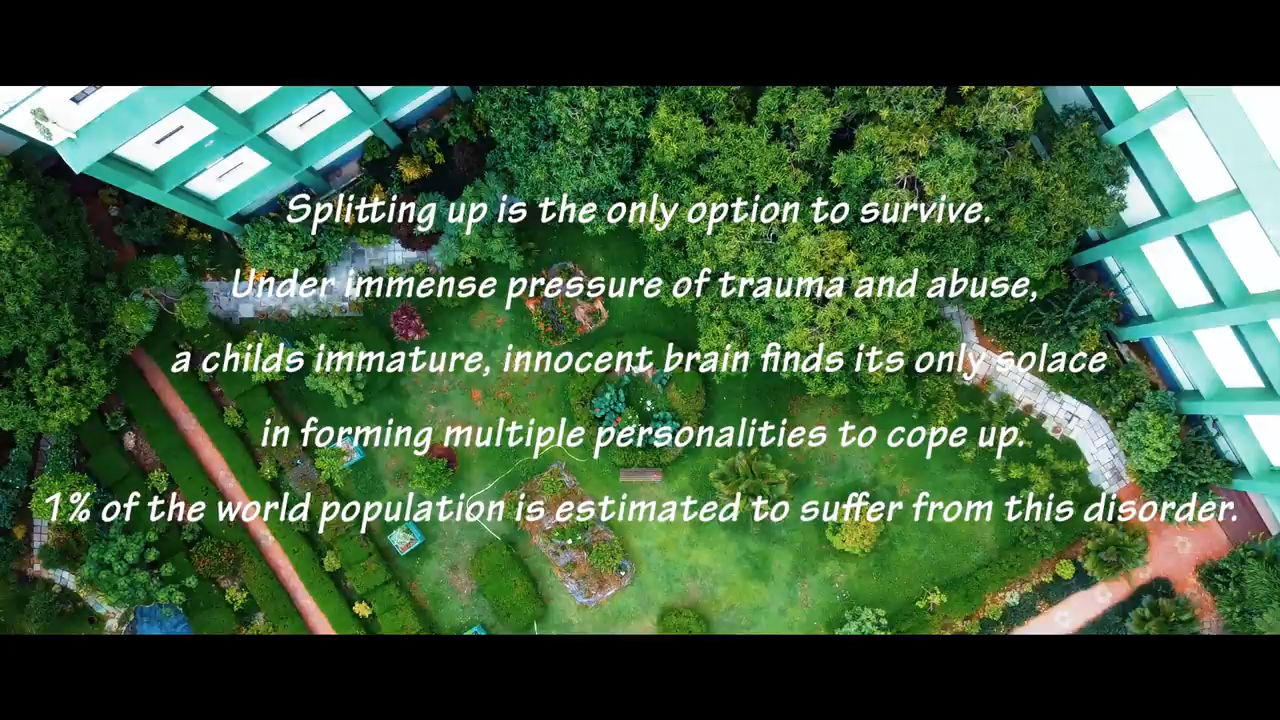 Splitting up is the only option to survive.
Under immense pressure of trauma and abuse,
a childs immature, innocent brain finds its only solace
in forming multiple personalities to cope up.
1% of the world population is estimated to suffer from this disorder.